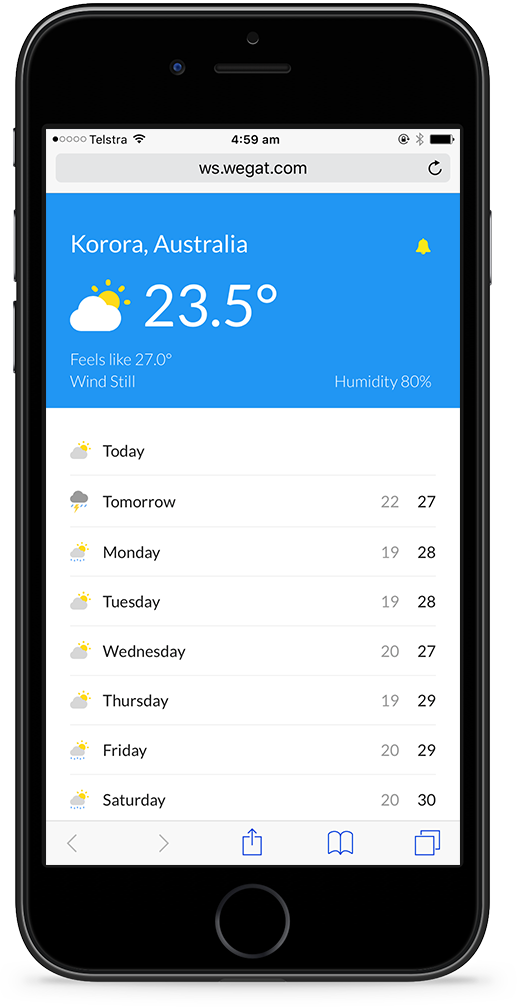 Telstra 4:59 am
ws.wegat.com
Korora, Australia
23.5°
Feels like 27.0°
Wind Still Humidity 80%
Today
Tomorrow 22 27
Monday 19 28
Tuesday 19 28
Wednesday 20 27
Thursday 19 29
Friday 20 29
Saturday 20 30